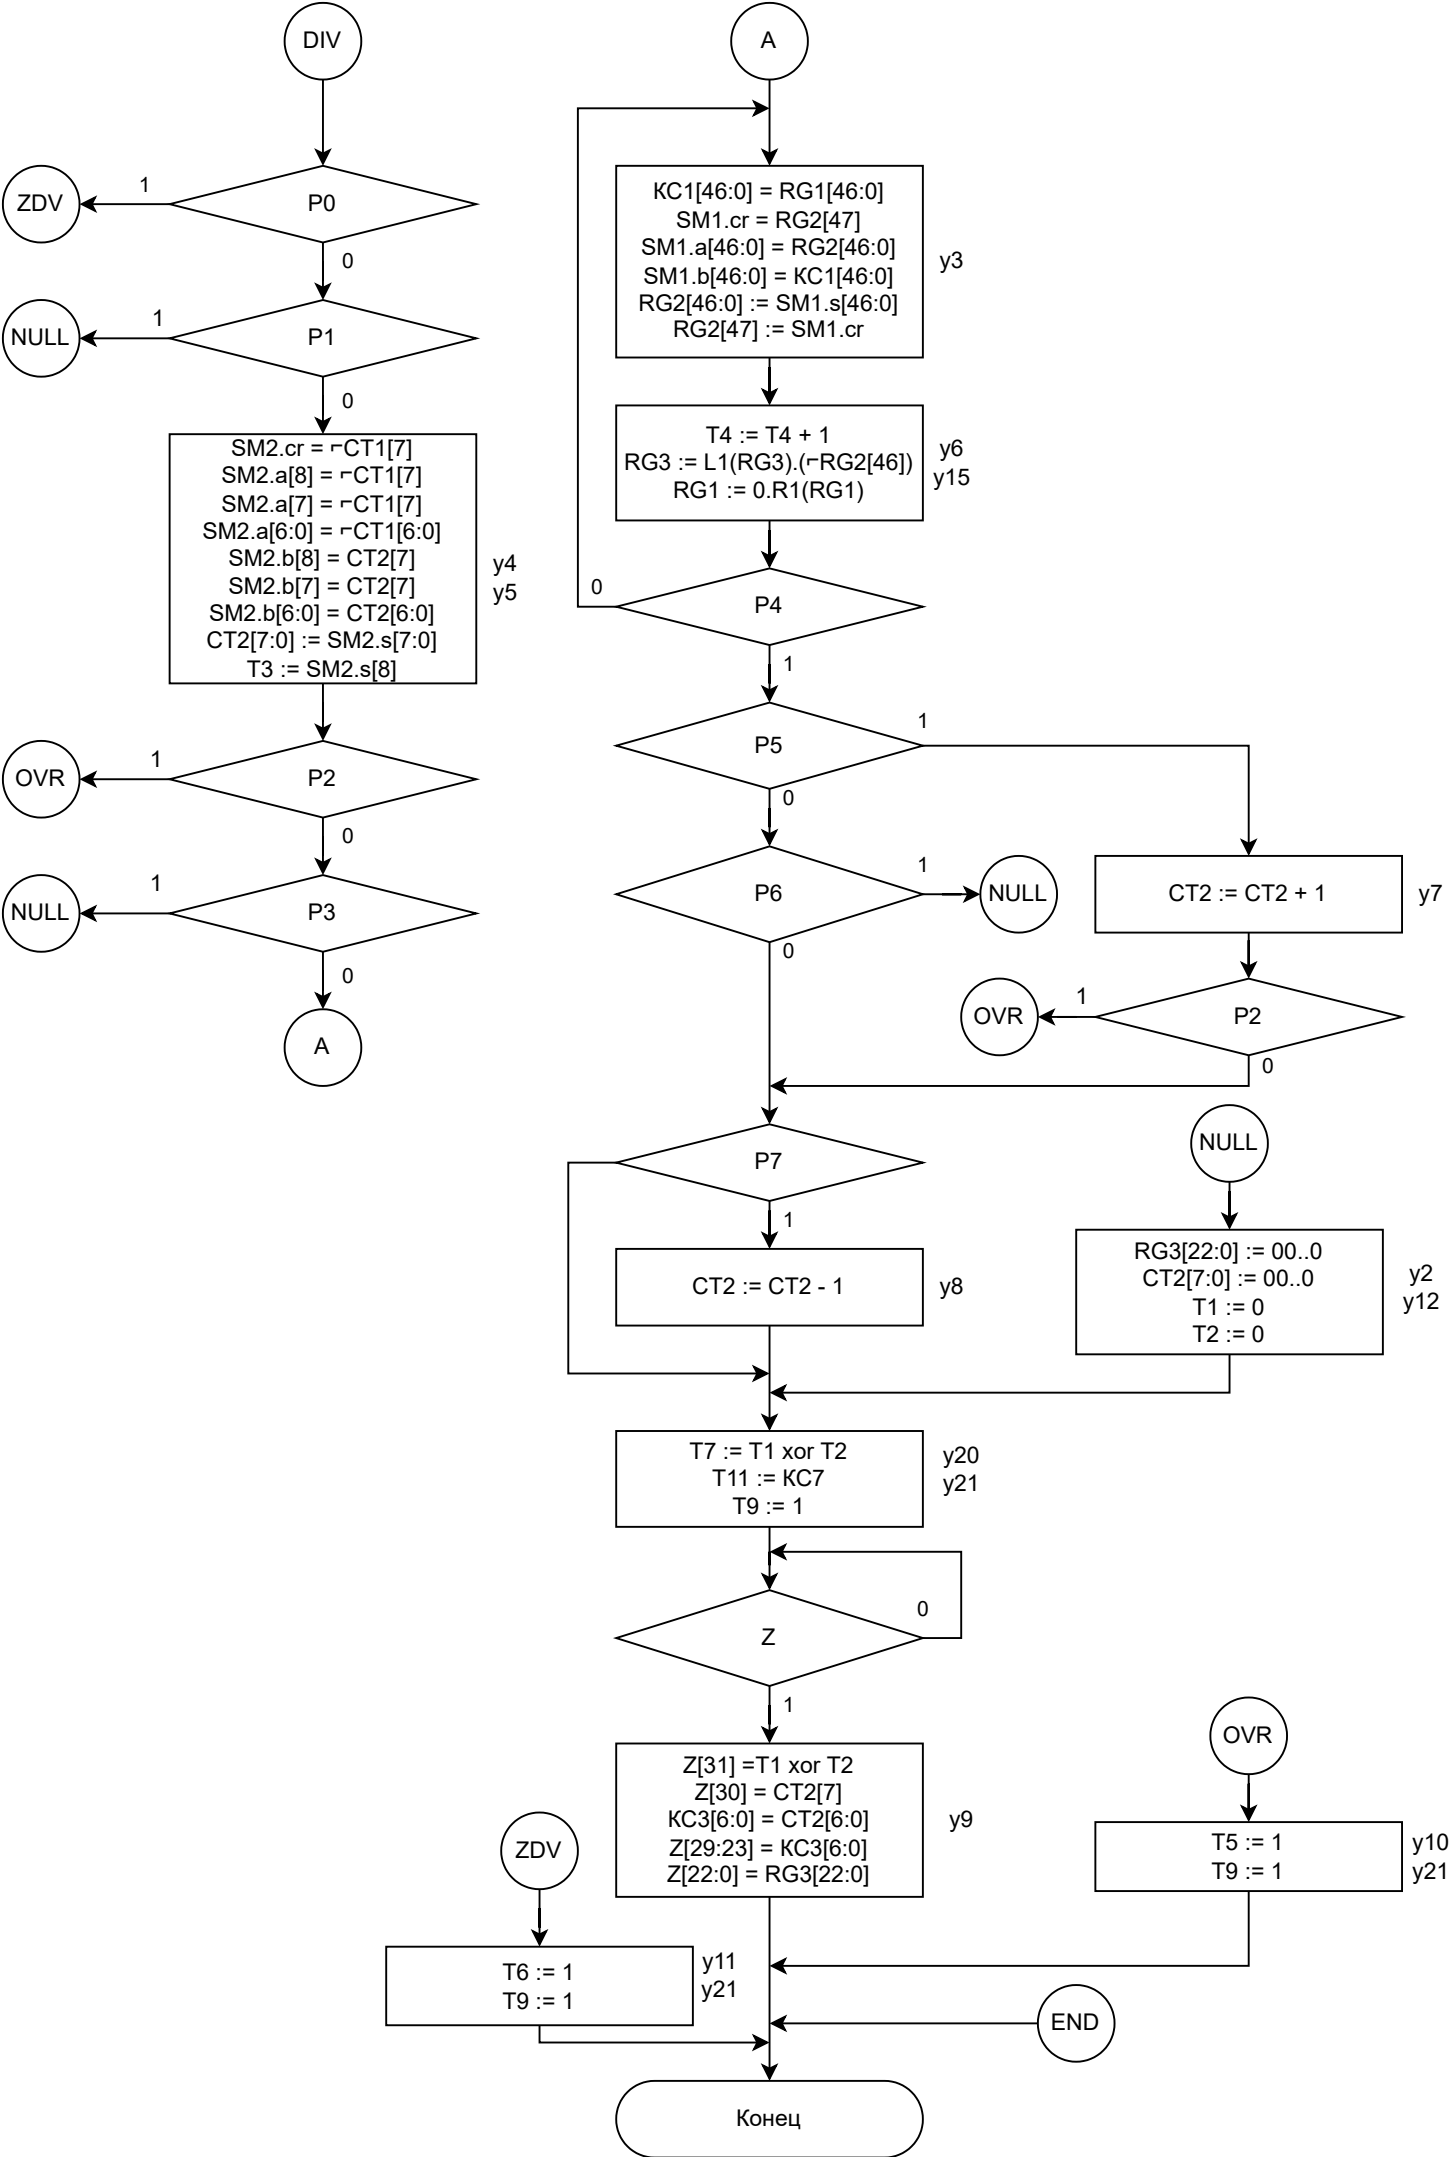 DIV
P0
1
ZDV
0
P1
1
NULL
0
SM2.cr = ⌐CT1[7]
SM2.a[8] = ⌐CT1[7]
SM2.a[7] = ⌐CT1[7]
SM2.a[6:0] = ⌐CT1[6:0]
SM2.b[8] = CT2[7]
SM2.b[7] = CT2[7]
SM2.b[6:0] = CT2[6:0]
CT2[7:0] := SM2.s[7:0]
T3 := SM2.s[8]
y4
y5
P2
1
OVR
0
P3
1
NULL
0
A
A
КС1[46:0] = RG1[46:0]
SM1.cr = RG2[47]
SM1.a[46:0] = RG2[46:0]
SM1.b[46:0] = КС1[46:0]
RG2[46:0] := SM1.s[46:0]
RG2[47] := SM1.cr
y3
T4 := T4 + 1
RG3 := L1(RG3).(⌐RG2[46])
RG1 := 0.R1(RG1)
y6
y15
P4
0
1
P5
1
0
P6
1
NULL
0
CT2 := CT2 + 1
y7
P2
1
OVR
0
P7
1
CT2 := CT2 - 1
y8
NULL
RG3[22:0] := 00..0
CT2[7:0] := 00..0
T1 := 0
T2 := 0
y2
y12
T7 := T1 xor T2
T11 := КС7
T9 := 1
y20
y21
Z
0
1
Z[31] =T1 xor T2
Z[30] = CT2[7]
КС3[6:0] = CT2[6:0]
Z[29:23] = КС3[6:0]
Z[22:0] = RG3[22:0]
y9
OVR
T5 := 1
T9 := 1
y10
y21
ZDV
T6 := 1
T9 := 1
y11
y21
END
Конец